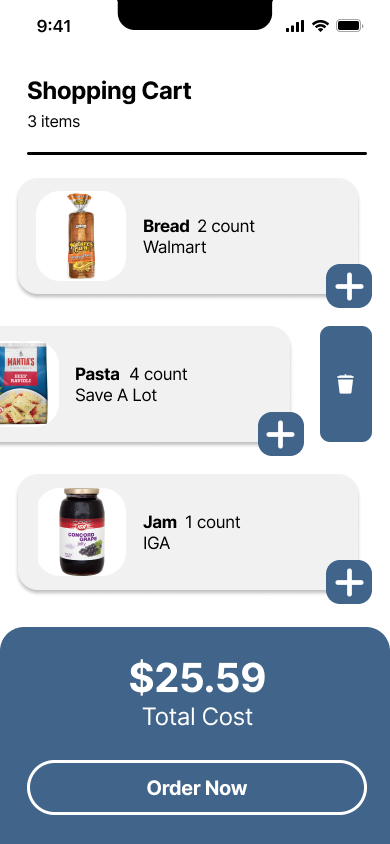 9:41
Shopping Cart
3 items
Bread 2 count
Walmart
Pasta 4 count
Save A Lot
MANTIA'S
BEEF
RAVIOLI
Jam 1 count
IGA
CONCORD
GRAPE
$25.59
Total Cost
Order Now